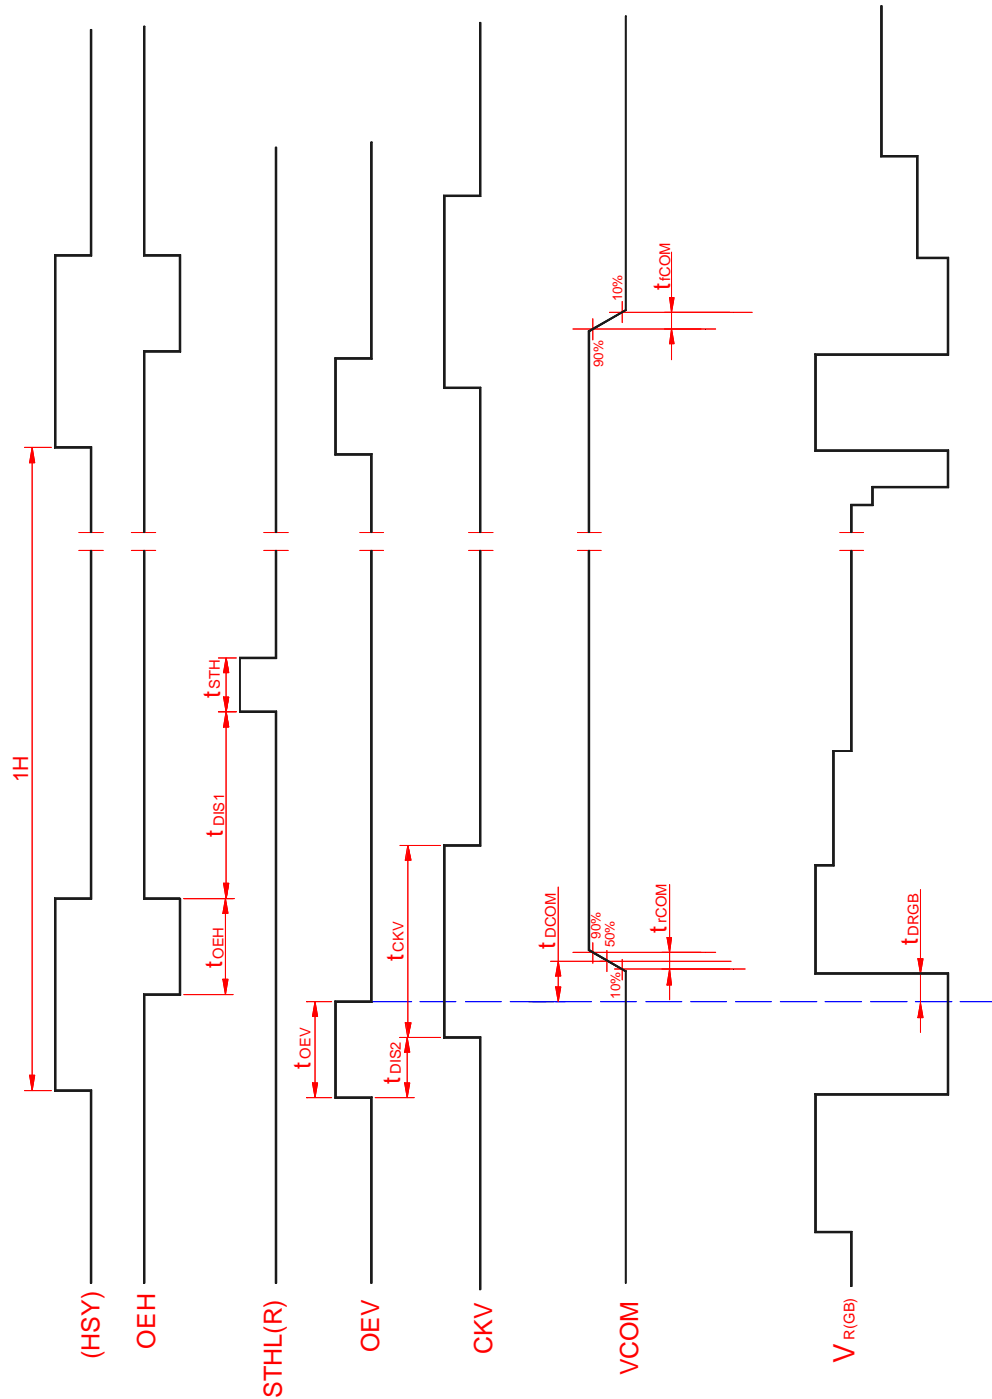 (HSY)
OEH
STHL(R)
OEV
CKV
VCOM
V R(GB)
1H
tOEH
tDIS1
tSTH
tOEV
tDIS2
tCKV
tDCOM
90%
50%
10%
trCOM
90%
10%
tfCOM
tDRGB